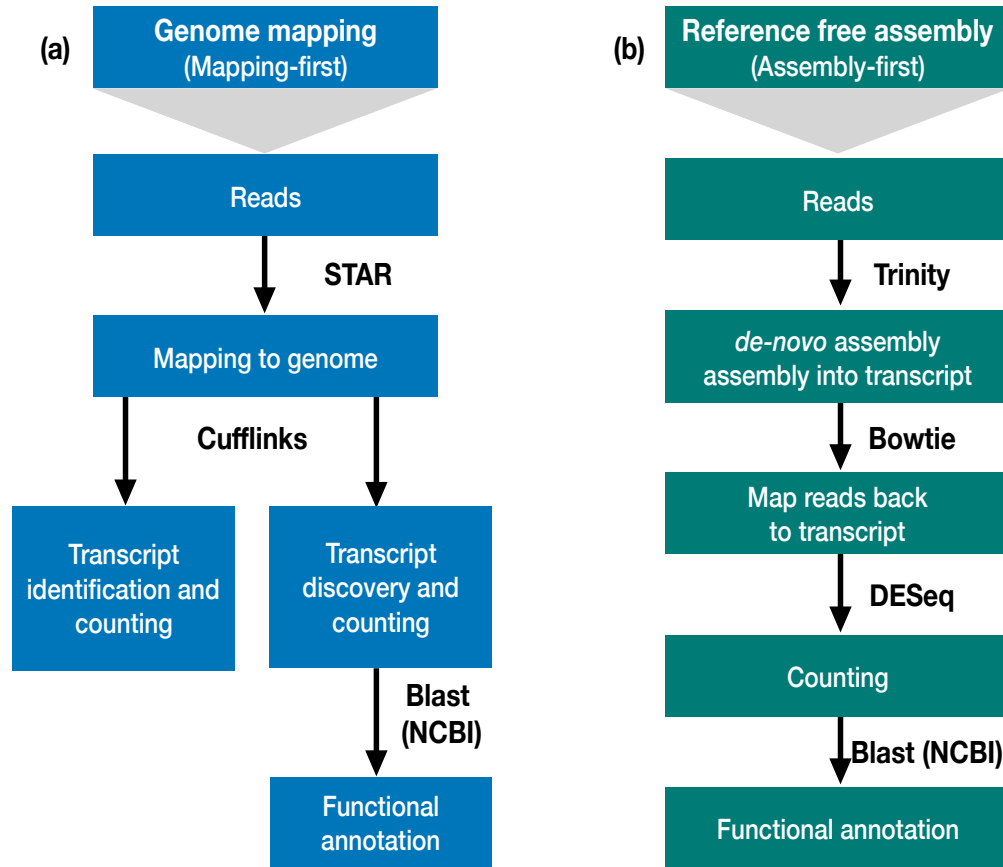 (a)
Genome mapping
(Mapping-first)
Reads
STAR
Mapping to genome
Cufflinks
Transcript
identification and
counting
Transcript
discovery and
counting
Blast
(NCBI)
Functional
annotation
(b)
Reference free assembly
(Assembly-first)
Reads
Trinity
de-novo assembly
assembly into transcript
Bowtie
Map reads back
to transcript
DESeq
Counting
Blast (NCBI)
Functional annotation